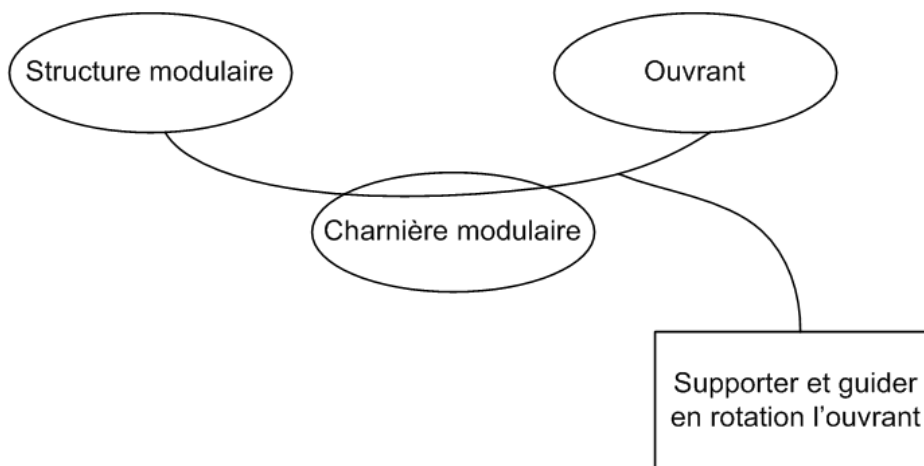 Structure modulaire
Ouvrant
Charnière modulaire
Supporter et guider
en rotation l'ouvrant